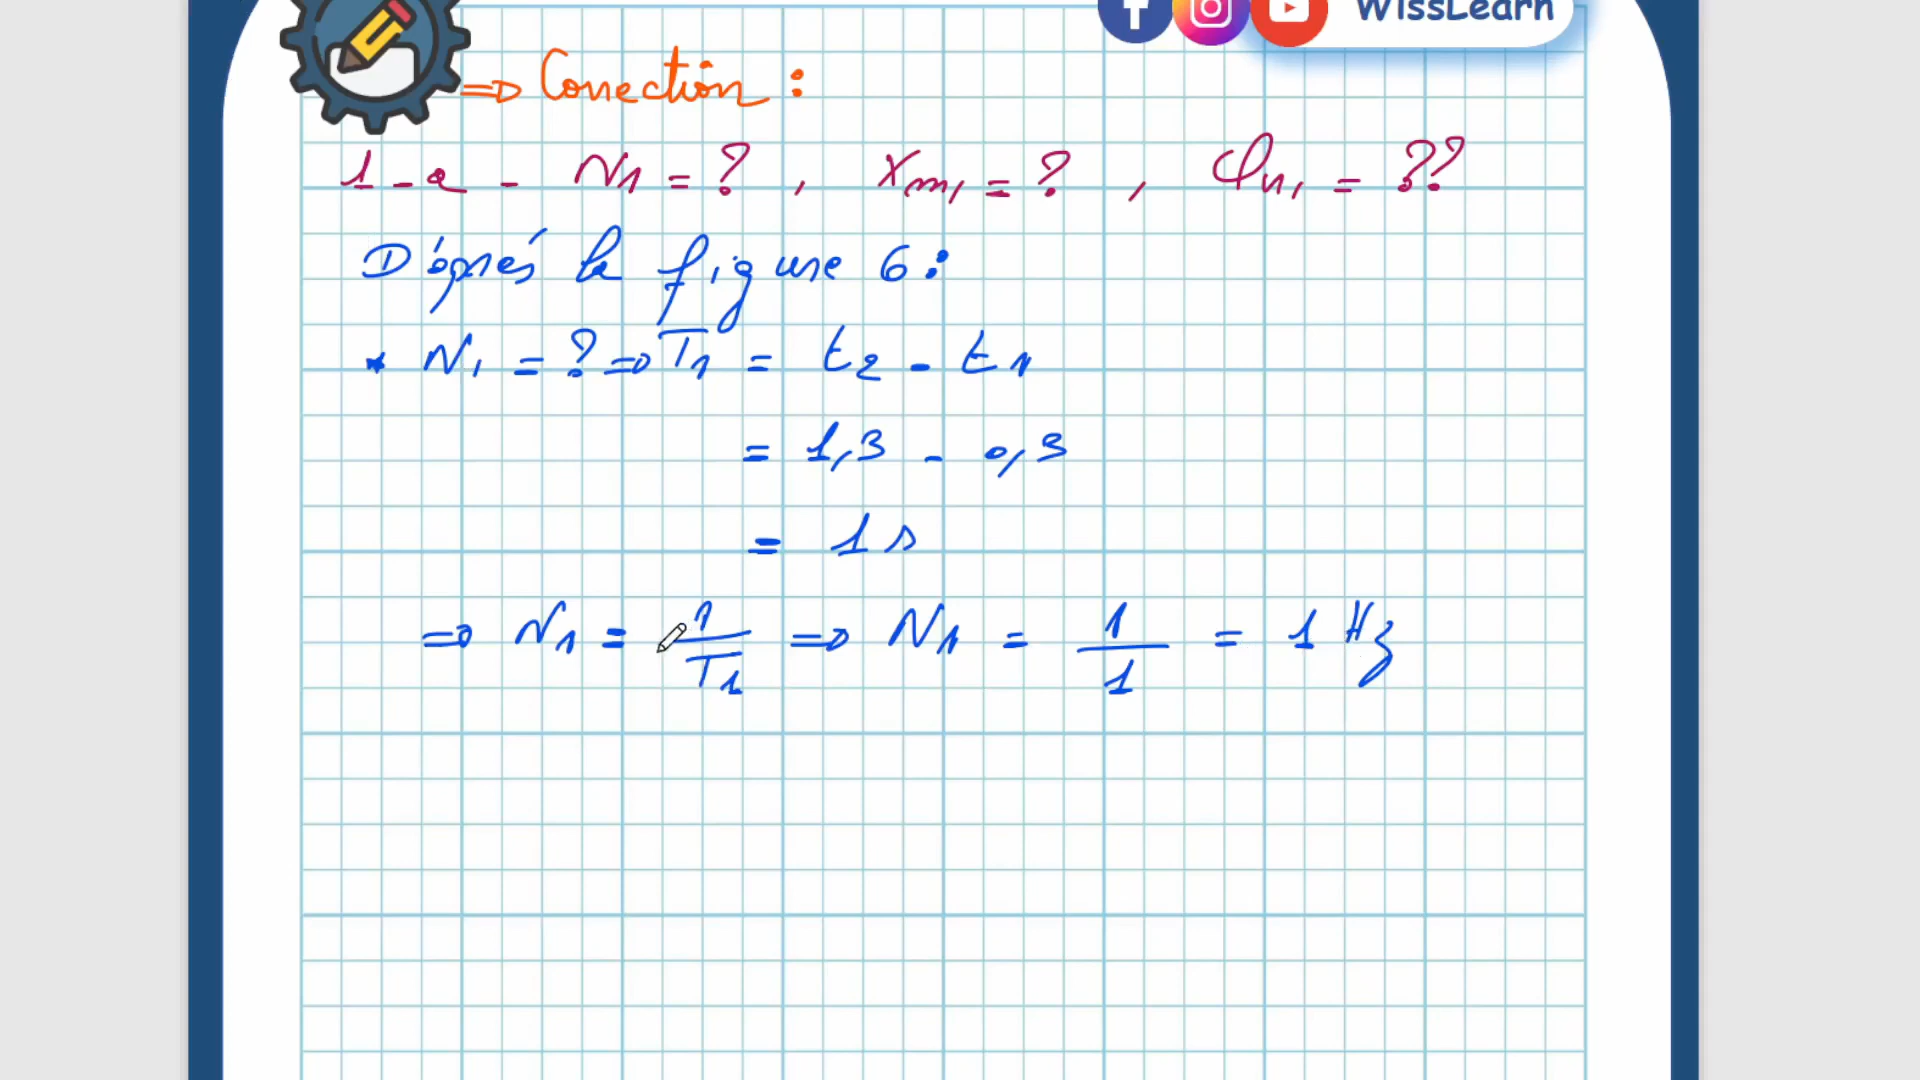 WissLearn
⇒ Correction :
1-a - N1 = ? , Xm1 = ? , φx1 = ??
D'après la figure 6 :
* N1 = ? ⇒ T1 = t2 - t1
= 1,3 - 0,3
= 1 s
⇒ N1 = 1/T1 ⇒ N1 = 1/1 = 1 Hz